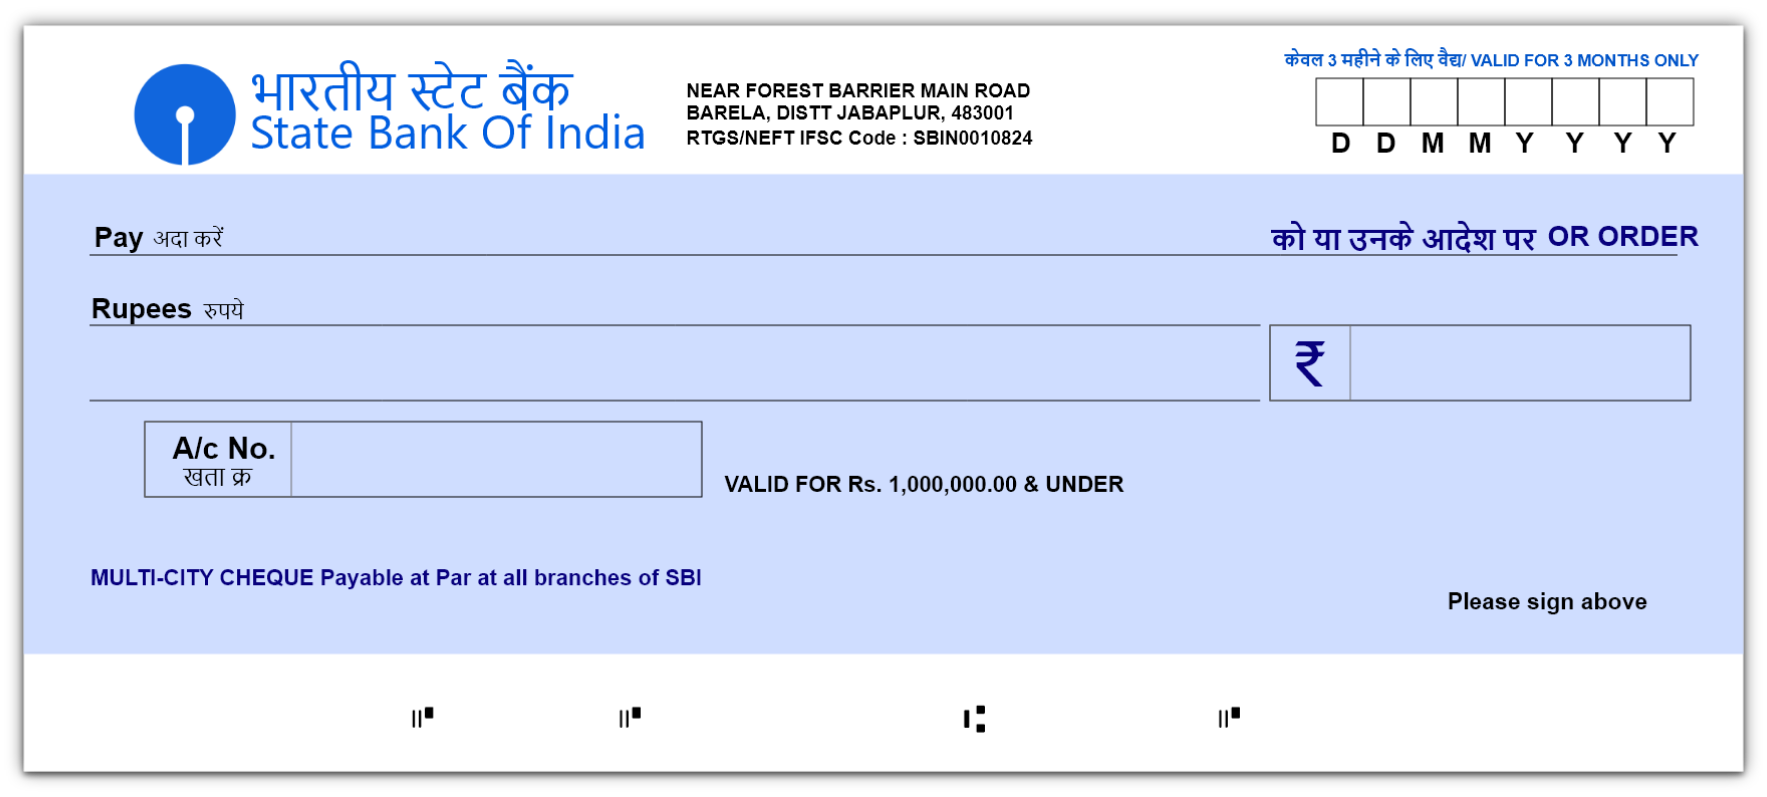 भारतीय स्टेट बैंक
State Bank Of India
NEAR FOREST BARRIER MAIN ROAD
BARELA, DISTT JABAPLUR, 483001
RTGS/NEFT IFSC Code : SBIN0010824
केवल 3 महीने के लिए वैद्य/ VALID FOR 3 MONTHS ONLY
D D M M Y Y Y Y
Pay अदा करें को या उनके आदेश पर OR ORDER
Rupees रुपये
₹
A/c No.
खता क्र
VALID FOR Rs. 1,000,000.00 & UNDER
MULTI-CITY CHEQUE Payable at Par at all branches of SBI
Please sign above
⑈ ⑈ ⑆ ⑈